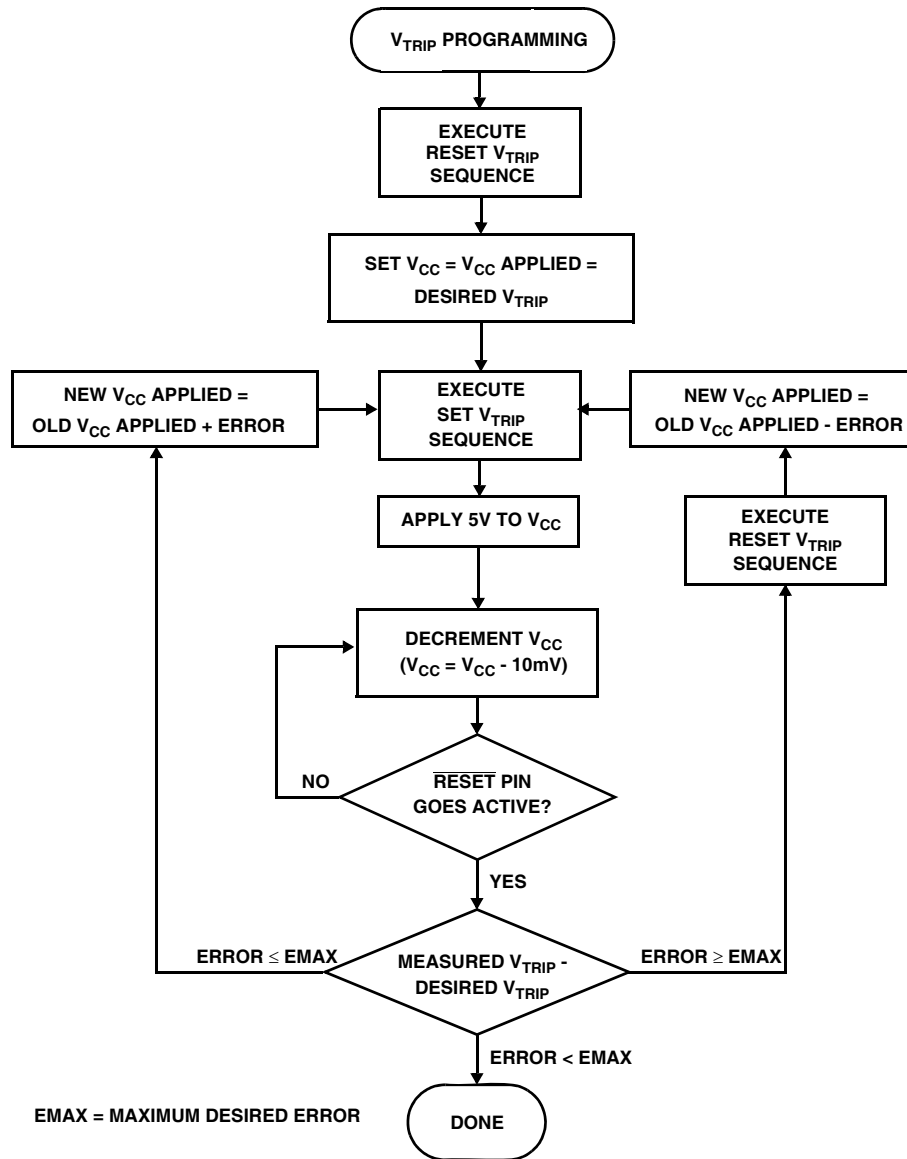 VTRIP PROGRAMMING
EXECUTE
RESET VTRIP
SEQUENCE
SET VCC = VCC APPLIED =
DESIRED VTRIP
NEW VCC APPLIED =
OLD VCC APPLIED + ERROR
EXECUTE
SET VTRIP
SEQUENCE
NEW VCC APPLIED =
OLD VCC APPLIED - ERROR
APPLY 5V TO VCC
EXECUTE
RESET VTRIP
SEQUENCE
DECREMENT VCC
(VCC = VCC - 10mV)
NO
RESET PIN
GOES ACTIVE?
YES
ERROR ≤ EMAX
MEASURED VTRIP -
DESIRED VTRIP
ERROR ≥ EMAX
ERROR < EMAX
EMAX = MAXIMUM DESIRED ERROR
DONE